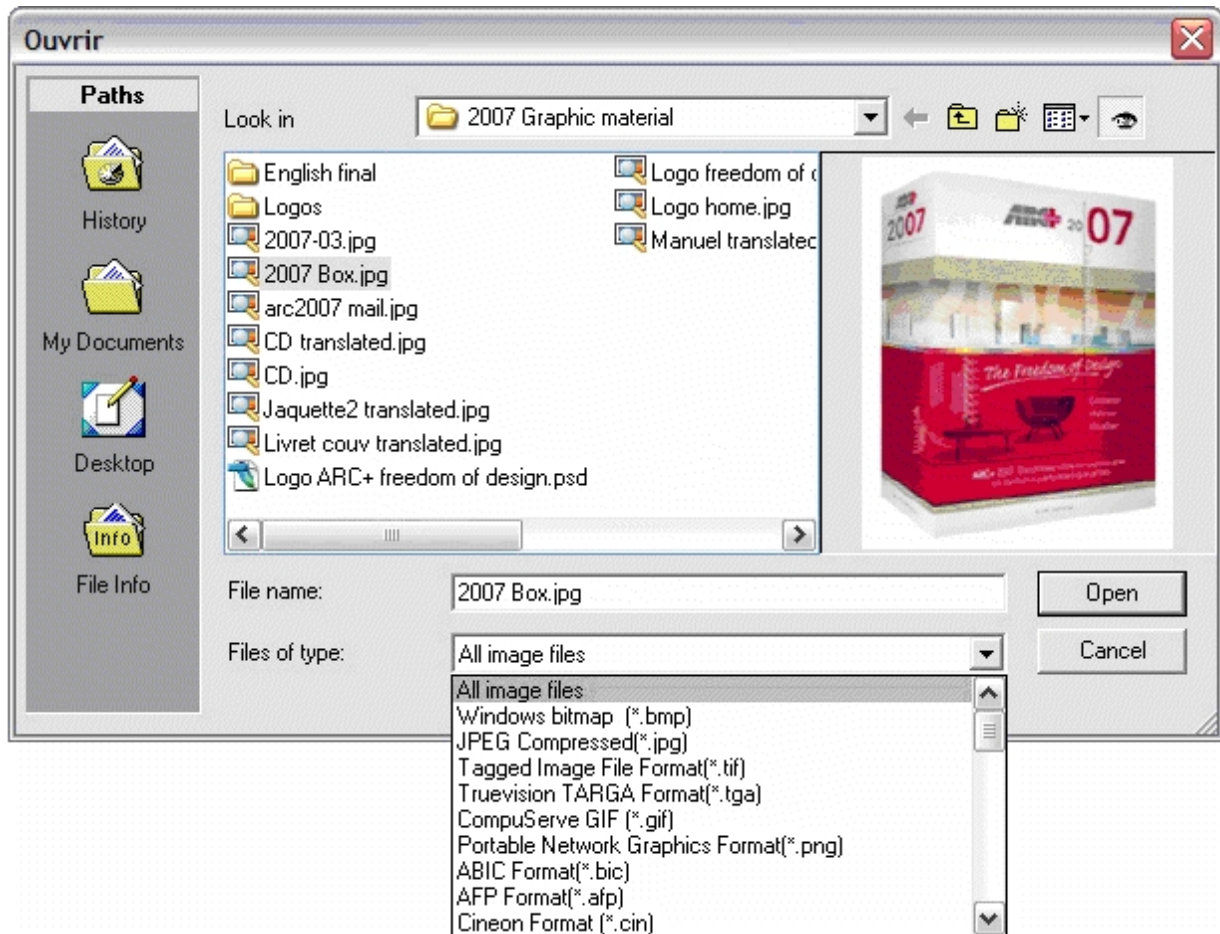 Ouvrir
Paths
History
My Documents
Desktop
Info
File Info
Look in
2007 Graphic material
English final
Logos
2007-03.jpg
2007 Box.jpg
arc2007 mail.jpg
CD translated.jpg
CD.jpg
Jaquette2 translated.jpg
Livret couv translated.jpg
Logo ARC+ freedom of design.psd
Logo freedom of
Logo home.jpg
Manuel translated
2007
ARC+ 2007
The Freedom of Design
File name:
2007 Box.jpg
Open
Files of type:
All image files
Cancel
All image files
Windows bitmap (*.bmp)
JPEG Compressed(*.jpg)
Tagged Image File Format(*.tif)
Truevision TARGA Format(*.tga)
CompuServe GIF (*.gif)
Portable Network Graphics Format(*.png)
ABIC Format(*.bic)
AFP Format(*.afp)
Cineon Format (*.cin)